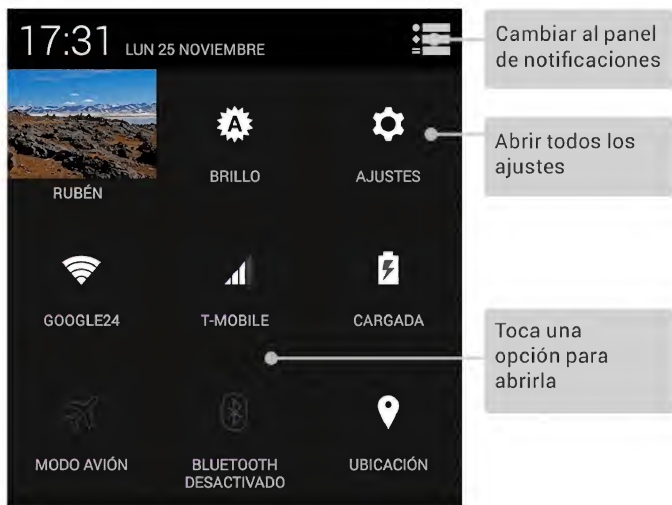 17:31 LUN 25 NOVIEMBRE
Cambiar al panel
de notificaciones
RUBÉN
BRILLO
AJUSTES
Abrir todos los
ajustes
GOOGLE24
T-MOBILE
CARGADA
Toca una
opción para
abrirla
MODO AVIÓN
BLUETOOTH
DESACTIVADO
UBICACIÓN